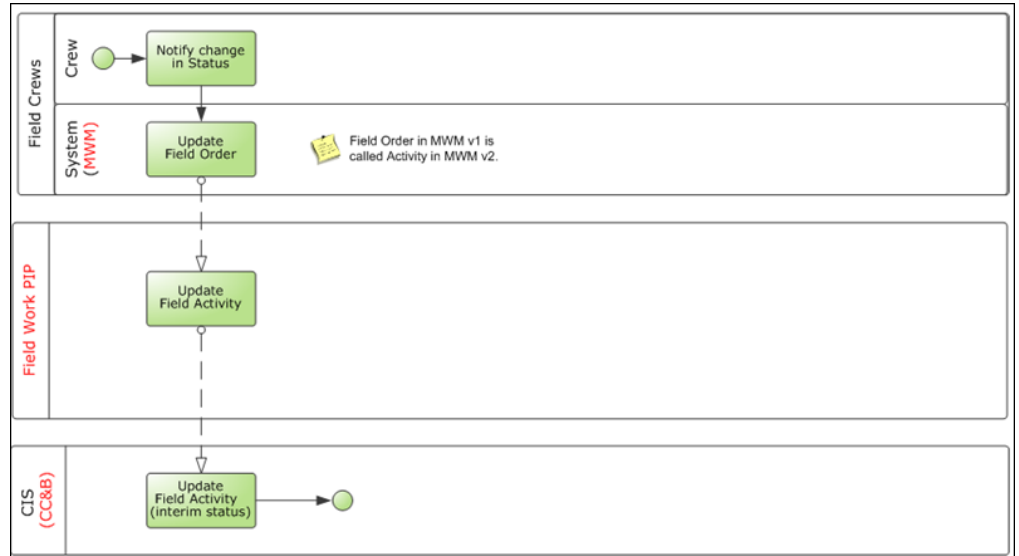 Field Crews
Crew
Notify change
in Status
System
(MWM)
Update
Field Order
Field Order in MWM v1 is
called Activity in MWM v2.
Field Work PIP
Update
Field Activity
CIS
(CC&B)
Update
Field Activity
(interim status)